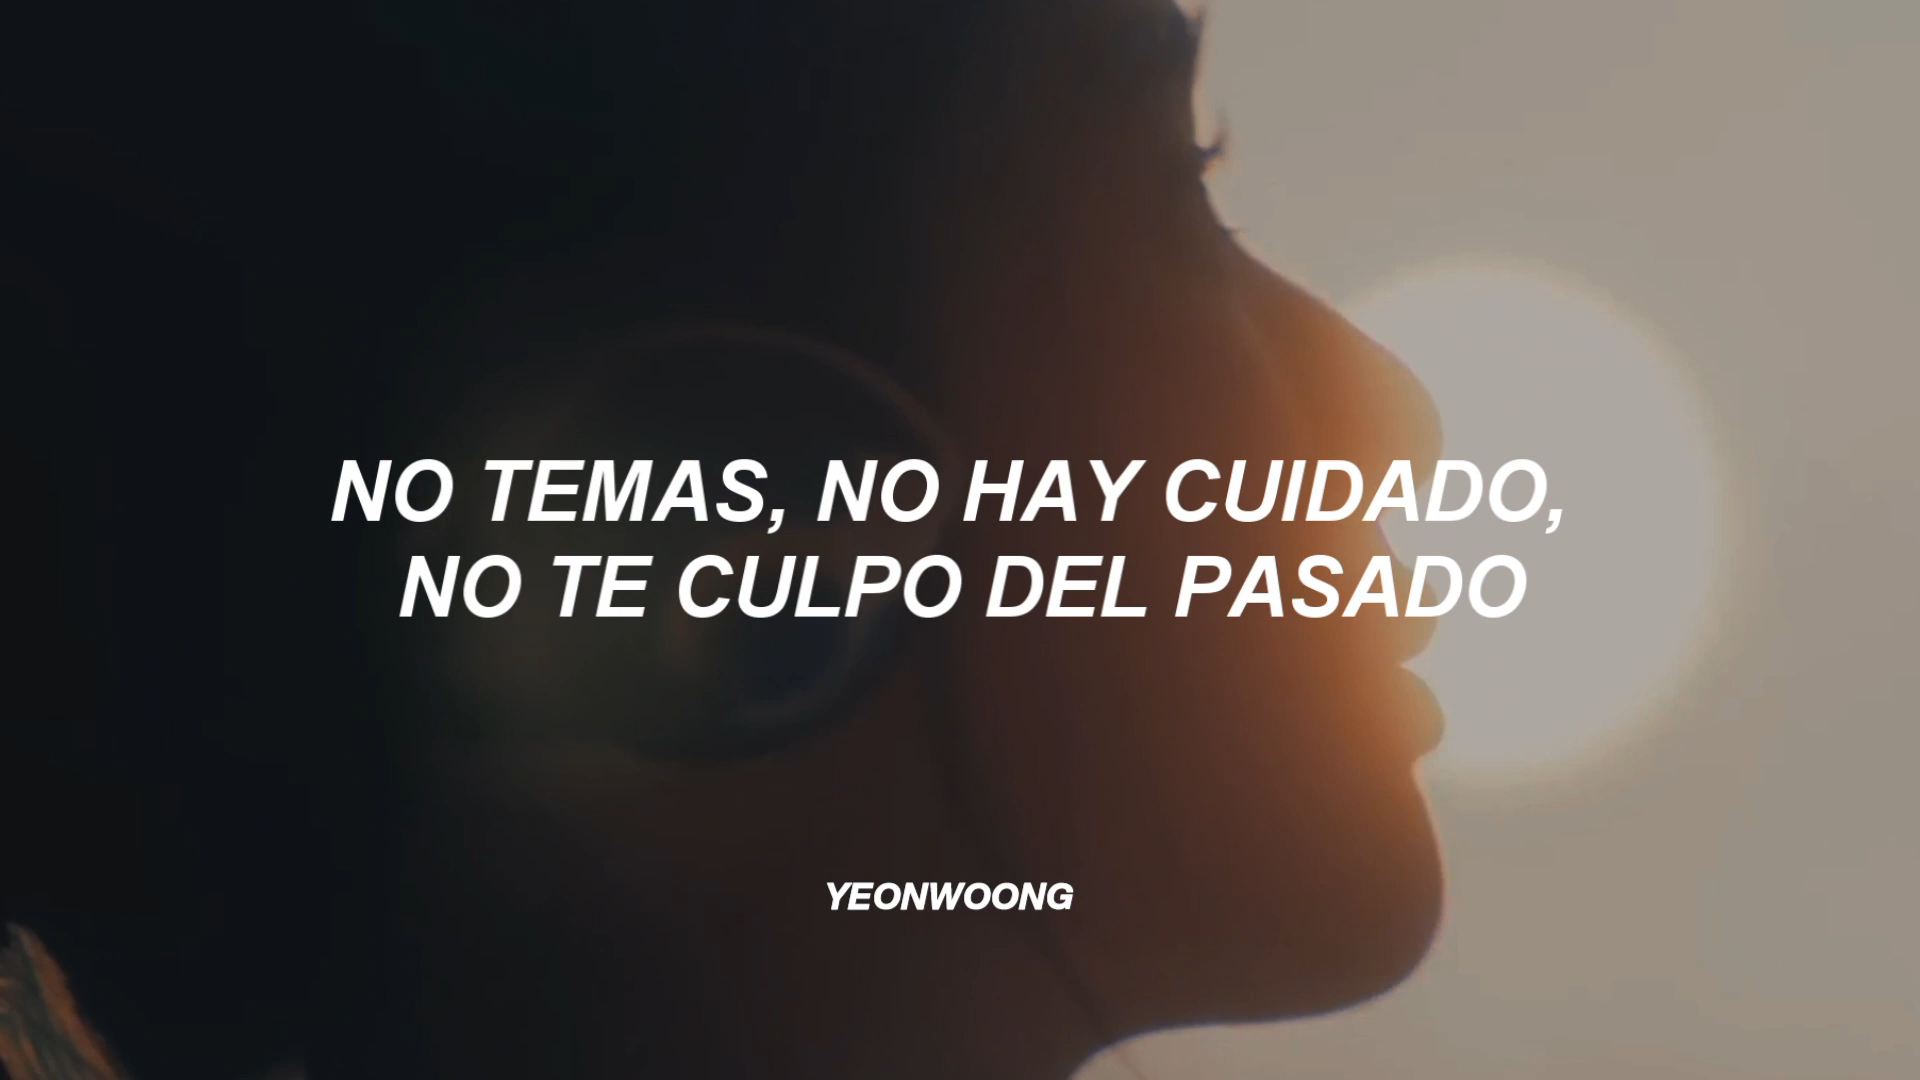 NO TEMAS, NO HAY CUIDADO,
NO TE CULPO DEL PASADO
YEONWOONG